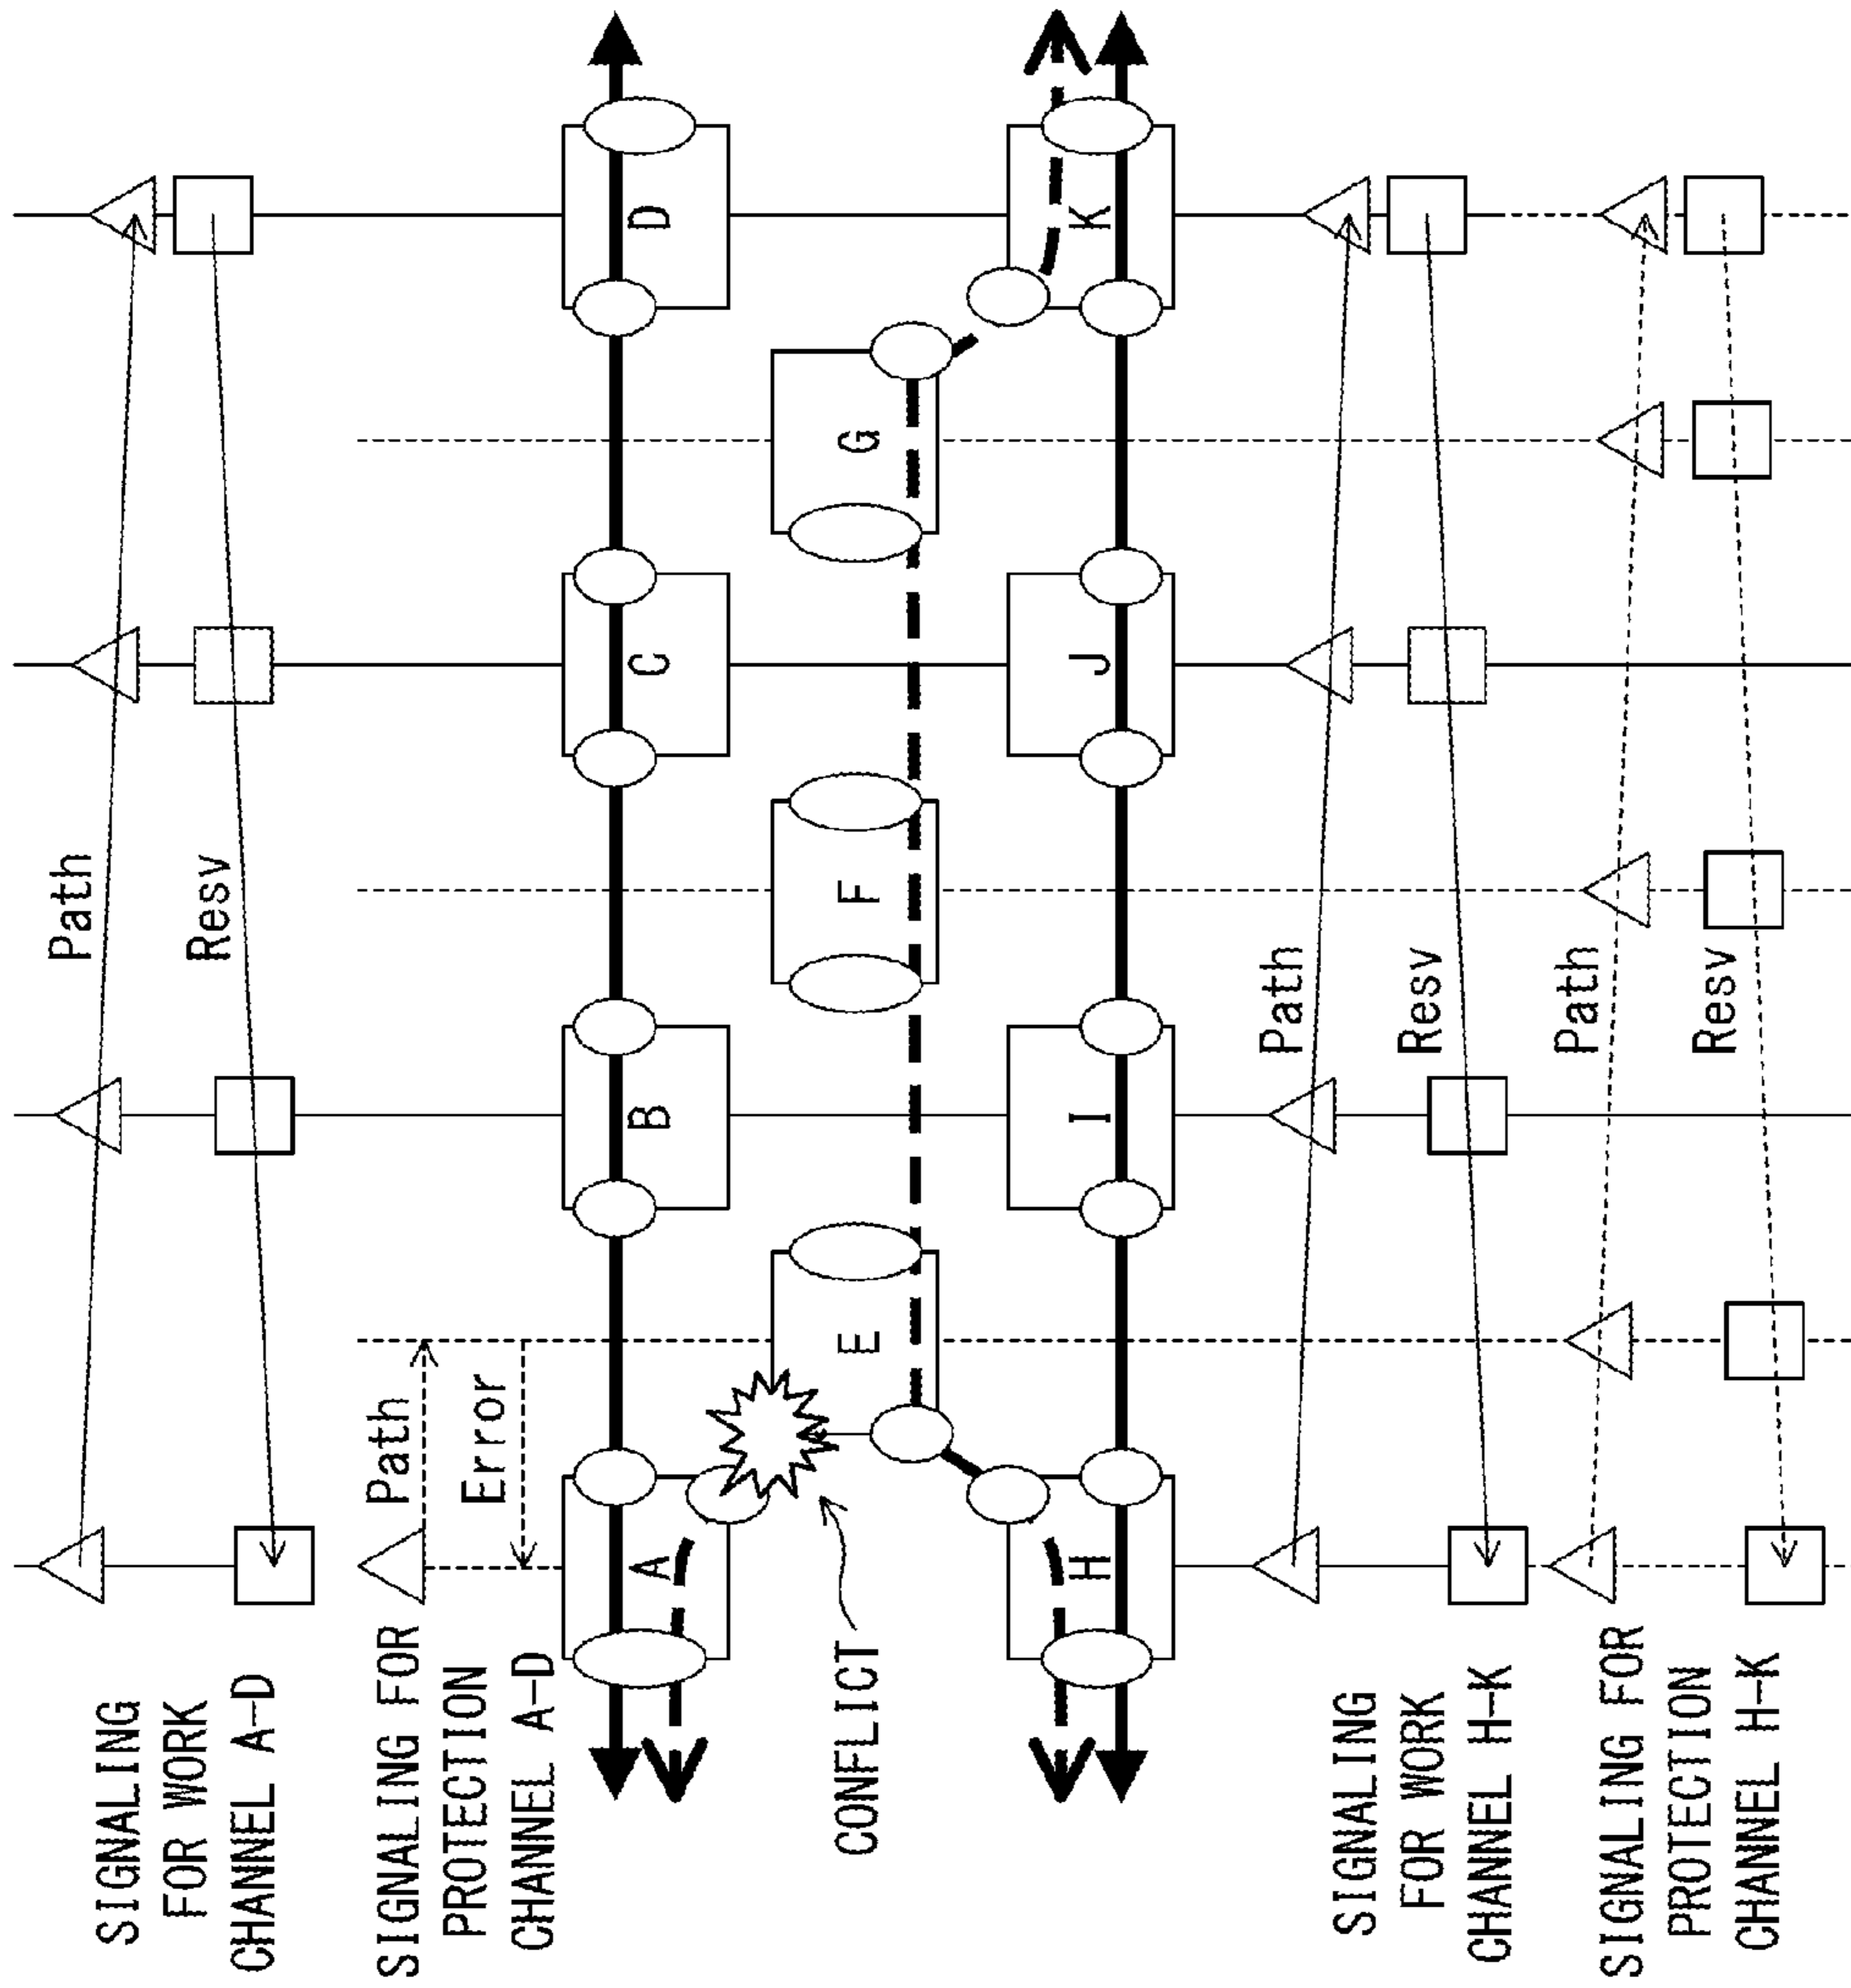 SIGNALING
FOR WORK
CHANNEL A-D
Path
Resv
SIGNALING FOR
PROTECTION
CHANNEL A-D
Path
Error
A
B
C
D
CONFLICT
E
F
G
H
I
J
K
SIGNALING
FOR WORK
CHANNEL H-K
Path
Resv
SIGNALING FOR
PROTECTION
CHANNEL H-K
Path
Resv